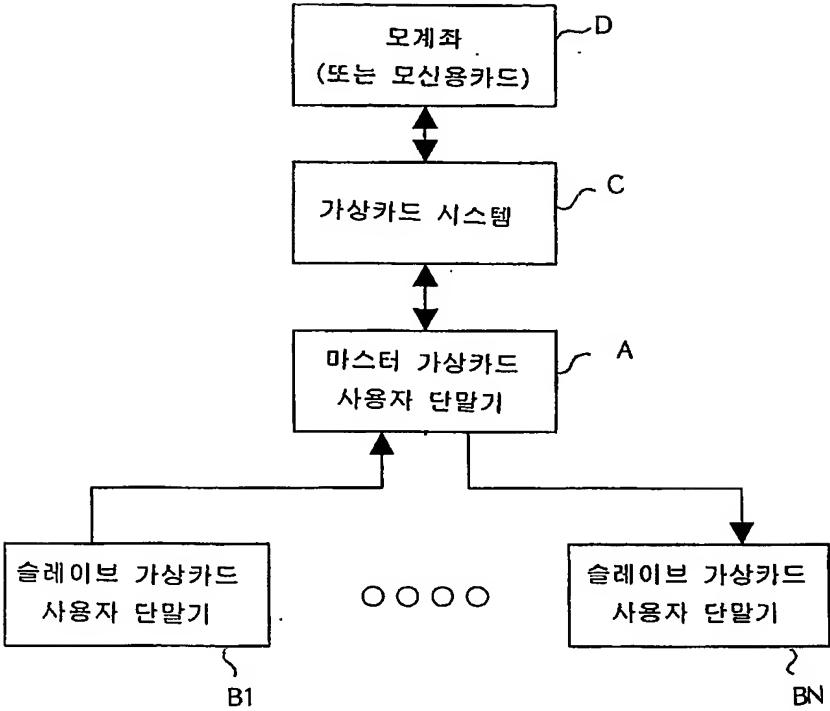 모계좌
(또는 모신용카드)
D
가상카드 시스템
C
마스터 가상카드
사용자 단말기
A
슬레이브 가상카드
사용자 단말기
B1
슬레이브 가상카드
사용자 단말기
BN